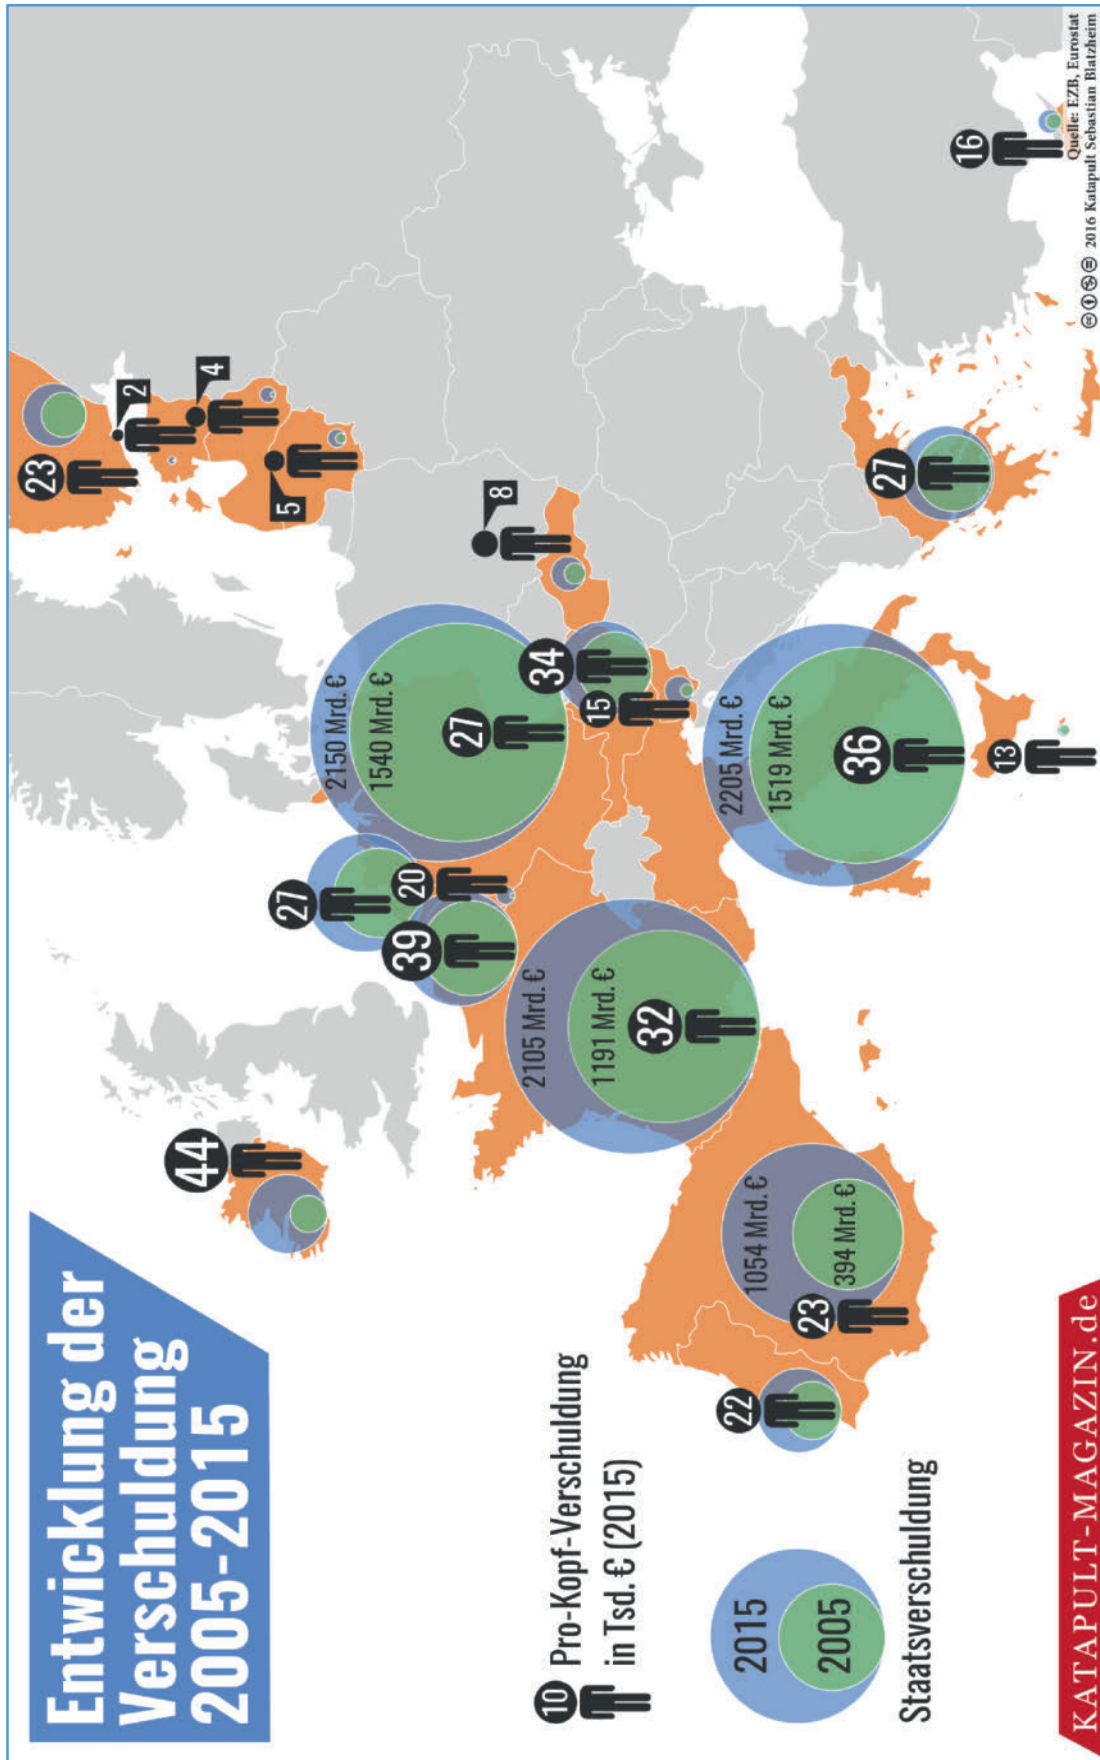 Entwicklung der
Verschuldung
2005-2015
44
27
20
39
2150 Mrd. €
1540 Mrd. €
27
23
2
4
5
8
34
15
2105 Mrd. €
1191 Mrd. €
32
2205 Mrd. €
1519 Mrd. €
36
13
27
16
1054 Mrd. €
394 Mrd. €
23
22
10
Pro-Kopf-Verschuldung
in Tsd. € (2015)
2015
2005
Staatsverschuldung
KATAPULT-MAGAZIN.de
Quelle: EZB, Eurostat
2016 Katapult Sebastian Blatzheim